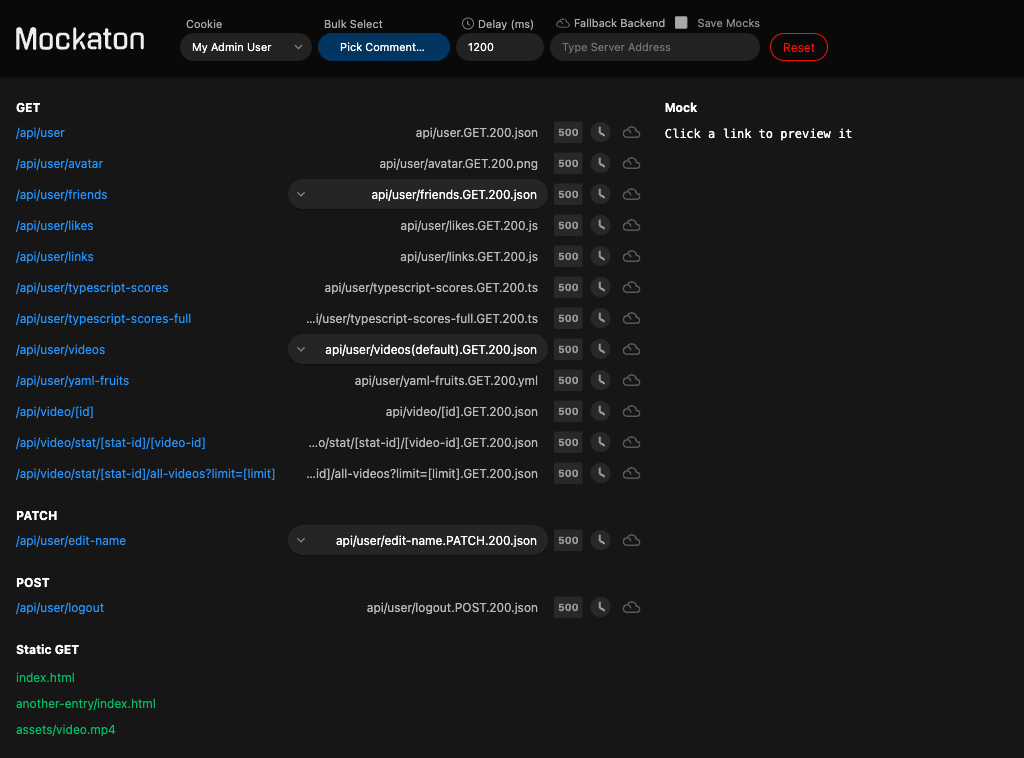 Mockaton
Cookie
My Admin User
Bulk Select
Pick Comment...
Delay (ms)
1200
Fallback Backend
Save Mocks
Type Server Address
Reset
GET
/api/user api/user.GET.200.json 500
/api/user/avatar api/user/avatar.GET.200.png 500
/api/user/friends api/user/friends.GET.200.json 500
/api/user/likes api/user/likes.GET.200.js 500
/api/user/links api/user/links.GET.200.js 500
/api/user/typescript-scores api/user/typescript-scores.GET.200.ts 500
/api/user/typescript-scores-full ...i/user/typescript-scores-full.GET.200.ts 500
/api/user/videos api/user/videos(default).GET.200.json 500
/api/user/yaml-fruits api/user/yaml-fruits.GET.200.yml 500
/api/video/[id] api/video/[id].GET.200.json 500
/api/video/stat/[stat-id]/[video-id] ...o/stat/[stat-id]/[video-id].GET.200.json 500
/api/video/stat/[stat-id]/all-videos?limit=[limit] ...id]/all-videos?limit=[limit].GET.200.json 500
PATCH
/api/user/edit-name api/user/edit-name.PATCH.200.json 500
POST
/api/user/logout api/user/logout.POST.200.json 500
Static GET
index.html
another-entry/index.html
assets/video.mp4
Mock
Click a link to preview it